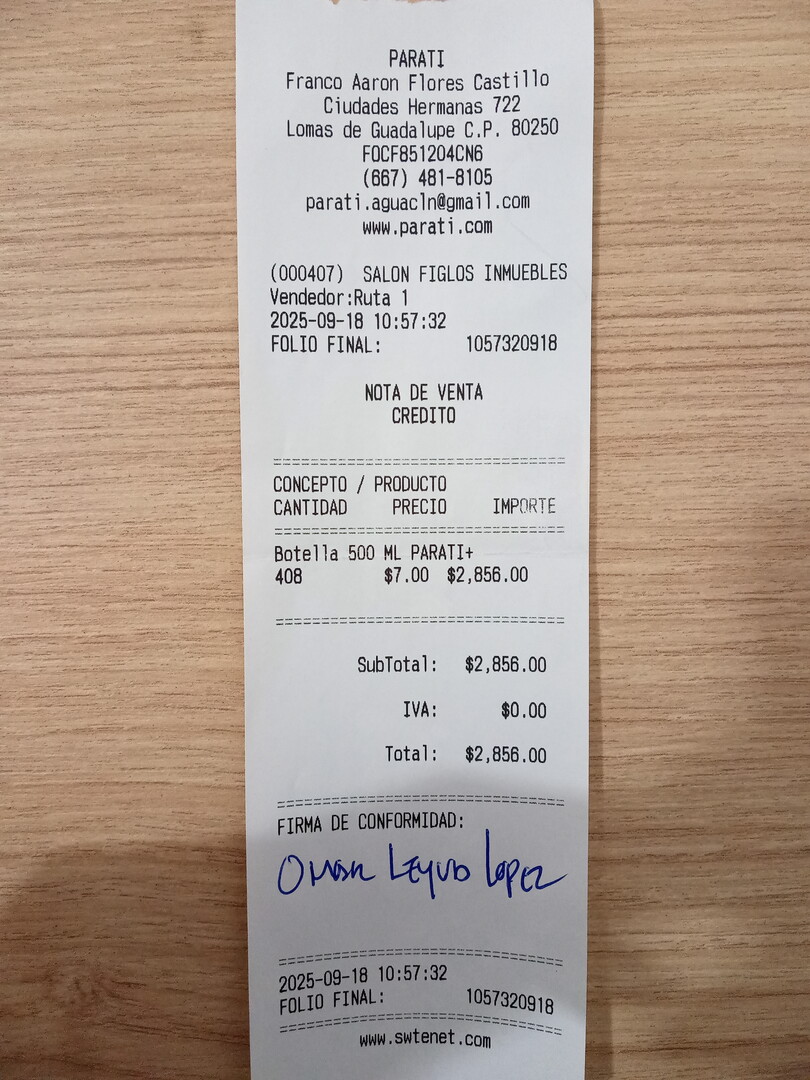 PARATI
Franco Aaron Flores Castillo
Ciudades Hermanas 722
Lomas de Guadalupe C.P. 80250
FOCF851204CN6
(667) 481-8105
parati.aguacln@gmail.com
www.parati.com
(000407) SALON FIGLOS INMUEBLES
Vendedor:Ruta 1
2025-09-18 10:57:32
FOLIO FINAL: 1057320918
NOTA DE VENTA
CREDITO
CONCEPTO / PRODUCTO
CANTIDAD PRECIO IMPORTE
Botella 500 ML PARATI+
408 $7.00 $2,856.00
SubTotal: $2,856.00
IVA: $0.00
Total: $2,856.00
FIRMA DE CONFORMIDAD:
Omar Leyva Lopez
2025-09-18 10:57:32
FOLIO FINAL: 1057320918
www.swtenet.com